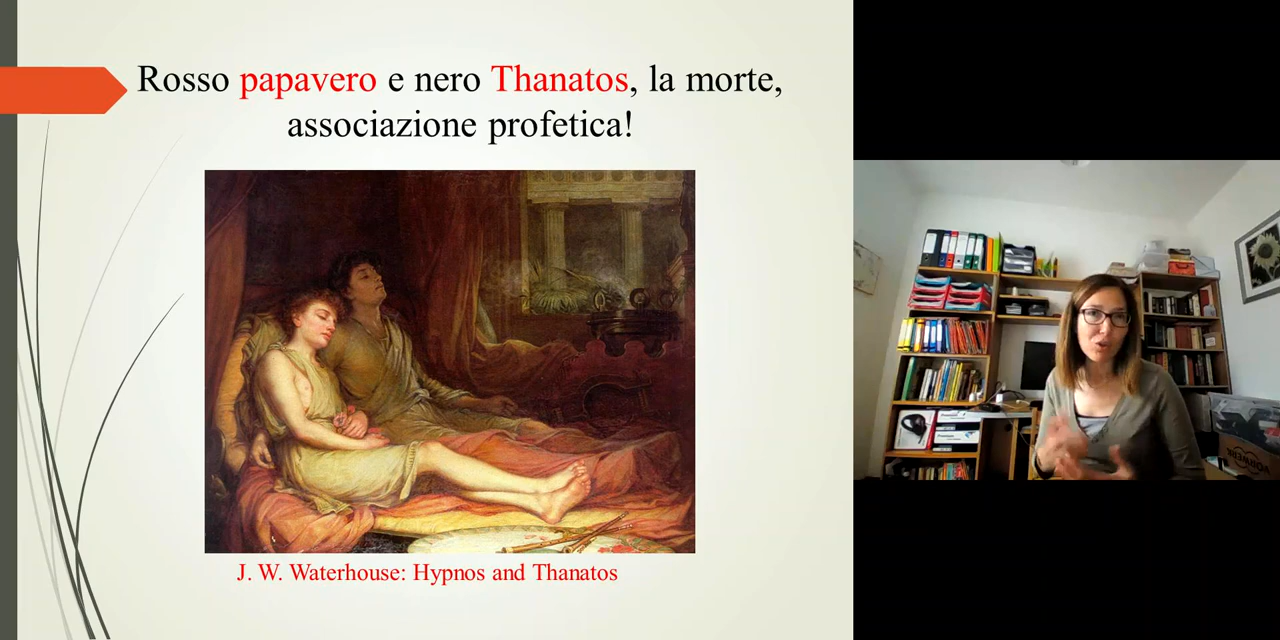 Rosso papavero e nero Thanatos, la morte,
associazione profetica!
J. W. Waterhouse: Hypnos and Thanatos